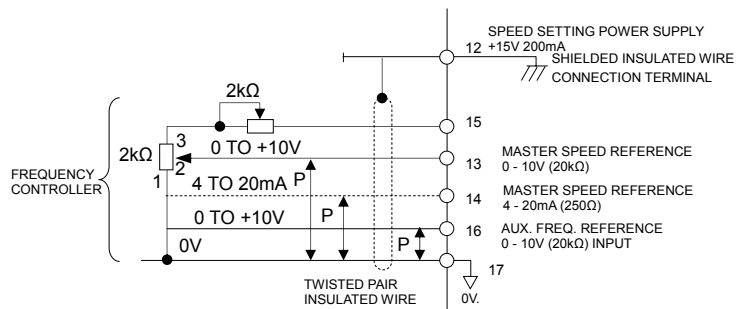 SPEED SETTING POWER SUPPLY
12 +15V 200mA
SHIELDED INSULATED WIRE
CONNECTION TERMINAL
2kΩ
15
3
0 TO +10V
2kΩ
2
13
MASTER SPEED REFERENCE
0 - 10V (20kΩ)
FREQUENCY
CONTROLLER
1
4 TO 20mA
P
14
MASTER SPEED REFERENCE
4 - 20mA (250Ω)
0 TO +10V
P
16
AUX. FREQ. REFERENCE
0 - 10V (20kΩ) INPUT
0V
P
17
TWISTED PAIR
INSULATED WIRE
0V.